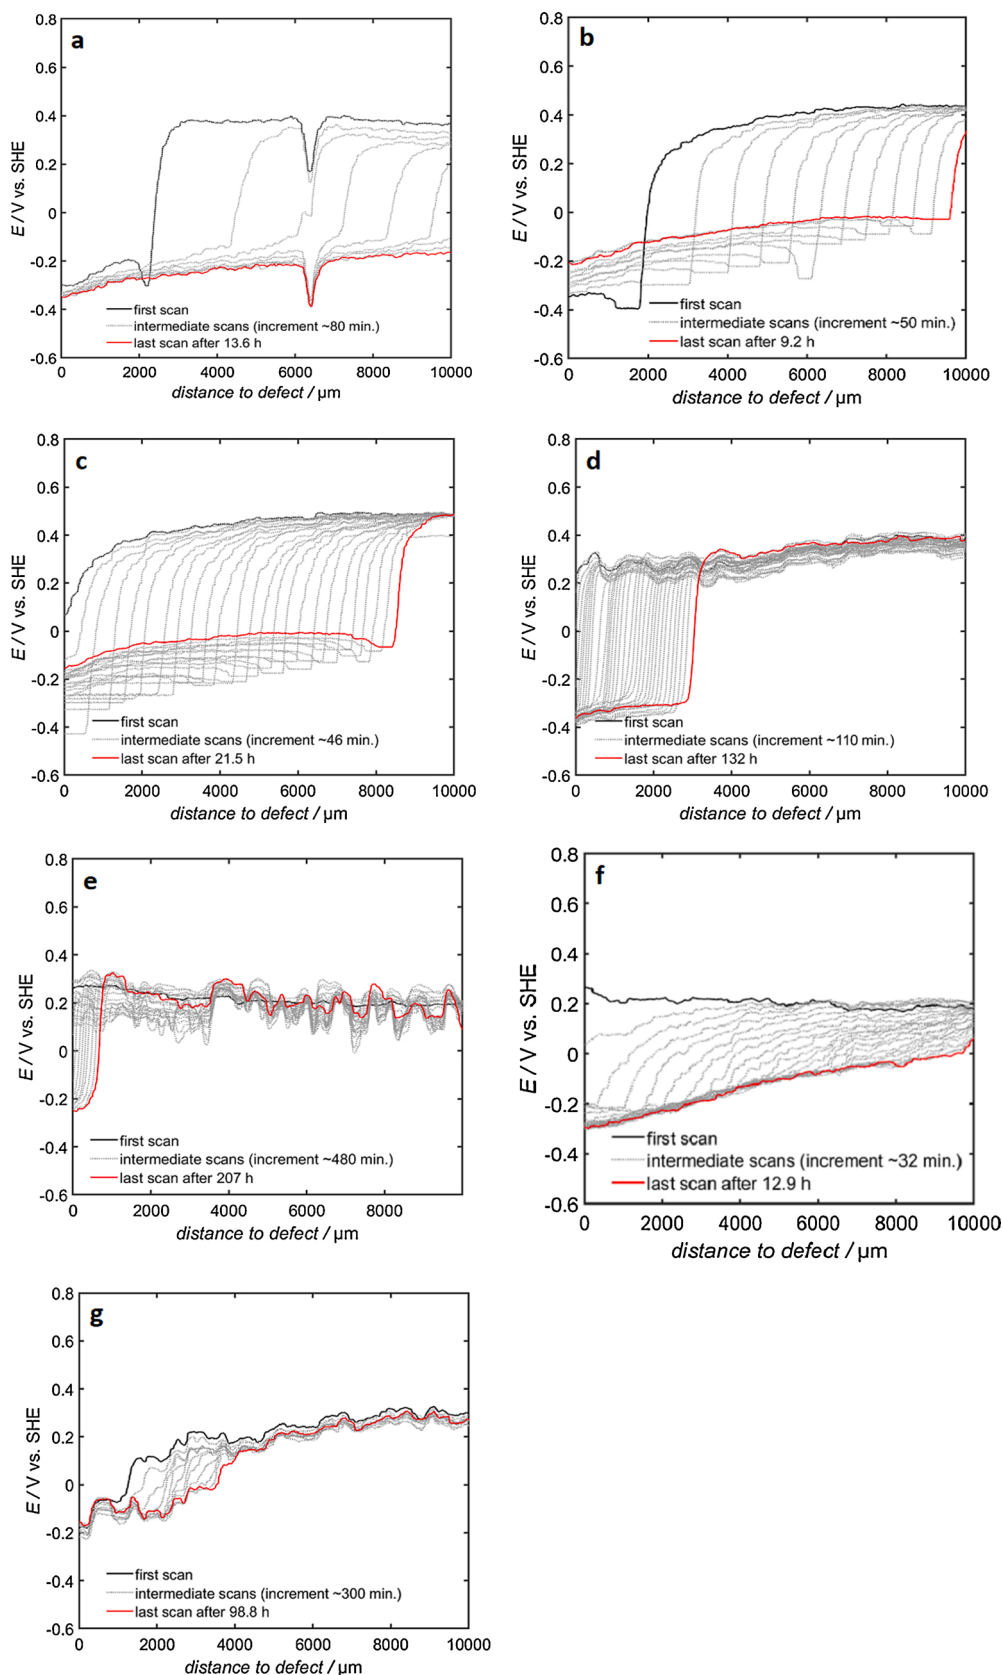 a
0.8
0.6
0.4
0.2
0
-0.2
-0.4
-0.6
E / V vs. SHE
first scan
intermediate scans (increment ~80 min.)
last scan after 13.6 h
0 2000 4000 6000 8000 10000
distance to defect / µm
b
0.8
0.6
0.4
0.2
0
-0.2
-0.4
-0.6
E / V vs. SHE
first scan
intermediate scans (increment ~50 min.)
last scan after 9.2 h
0 2000 4000 6000 8000 10000
distance to defect / µm
c
0.8
0.6
0.4
0.2
0
-0.2
-0.4
-0.6
E / V vs. SHE
first scan
intermediate scans (increment ~46 min.)
last scan after 21.5 h
0 2000 4000 6000 8000 10000
distance to defect / µm
d
0.8
0.6
0.4
0.2
0
-0.2
-0.4
-0.6
E / V vs. SHE
first scan
intermediate scans (increment ~110 min.)
last scan after 132 h
0 2000 4000 6000 8000 10000
distance to defect / µm
e
0.8
0.6
0.4
0.2
0
-0.2
-0.4
-0.6
E / V vs. SHE
first scan
intermediate scans (increment ~480 min.)
last scan after 207 h
0 2000 4000 6000 8000
distance to defect / µm
f
0.8
0.6
0.4
0.2
0
-0.2
-0.4
-0.6
E / V vs. SHE
first scan
intermediate scans (increment ~32 min.)
last scan after 12.9 h
0 2000 4000 6000 8000 10000
distance to defect / µm
g
0.8
0.6
0.4
0.2
0
-0.2
-0.4
-0.6
E / V vs. SHE
first scan
intermediate scans (increment ~300 min.)
last scan after 98.8 h
0 2000 4000 6000 8000 10000
distance to defect / µm